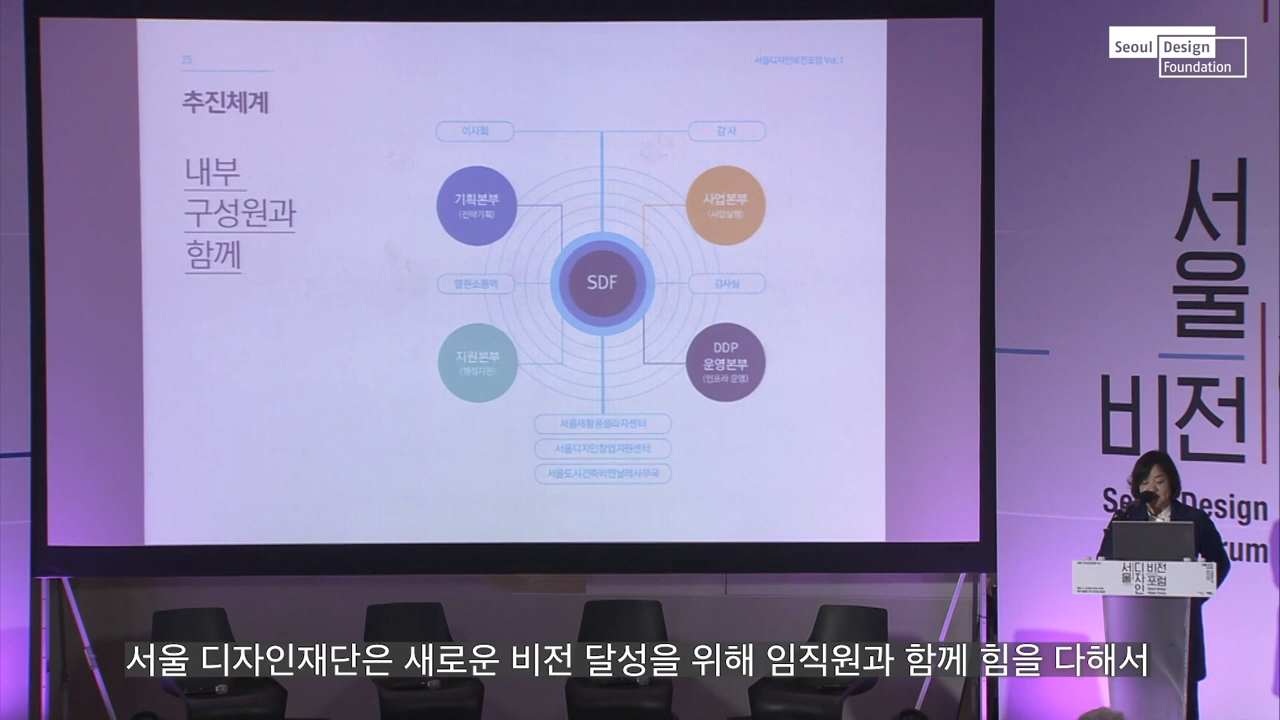 25
서울디자인비전포럼 Vol.1
추진체계
내부
구성원과
함께
이사회
감사
기획본부
(전략기획)
사업본부
(사업실행)
SDF
열린소통역
감사실
지원본부
(행정지원)
DDP
운영본부
(인프라 운영)
서울새활용플라자센터
서울디자인창업지원센터
서울도시건축비엔날레사무국
Seoul Design
Foundation
서울
비전
Design
서울
디자인
비전
포럼
서울 디자인재단은 새로운 비전 달성을 위해 임직원과 함께 힘을 다해서